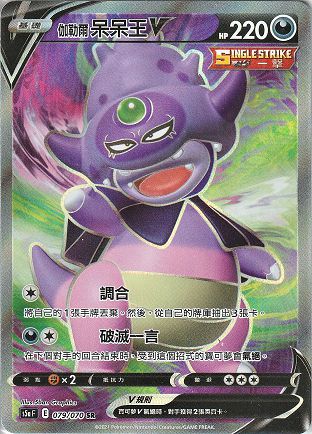 基礎 伽勒爾 呆呆王V HP 220
SINGLE STRIKE
一擊
調合
將自己的1張手牌丟棄。然後,從自己的牌庫抽出3張卡。
破滅一言
在下個對手的回合結束時,受到這個招式的寶可夢會氣絕。
弱點 ×2 抵抗力 撤退
V規則
寶可夢V氣絕時,對手獲得2張獎賞卡。
Illus. Saki Graphics
s5a F C 079/070 SR
©2021 Pokémon/Nintendo/Creatures/GAME FREAK.